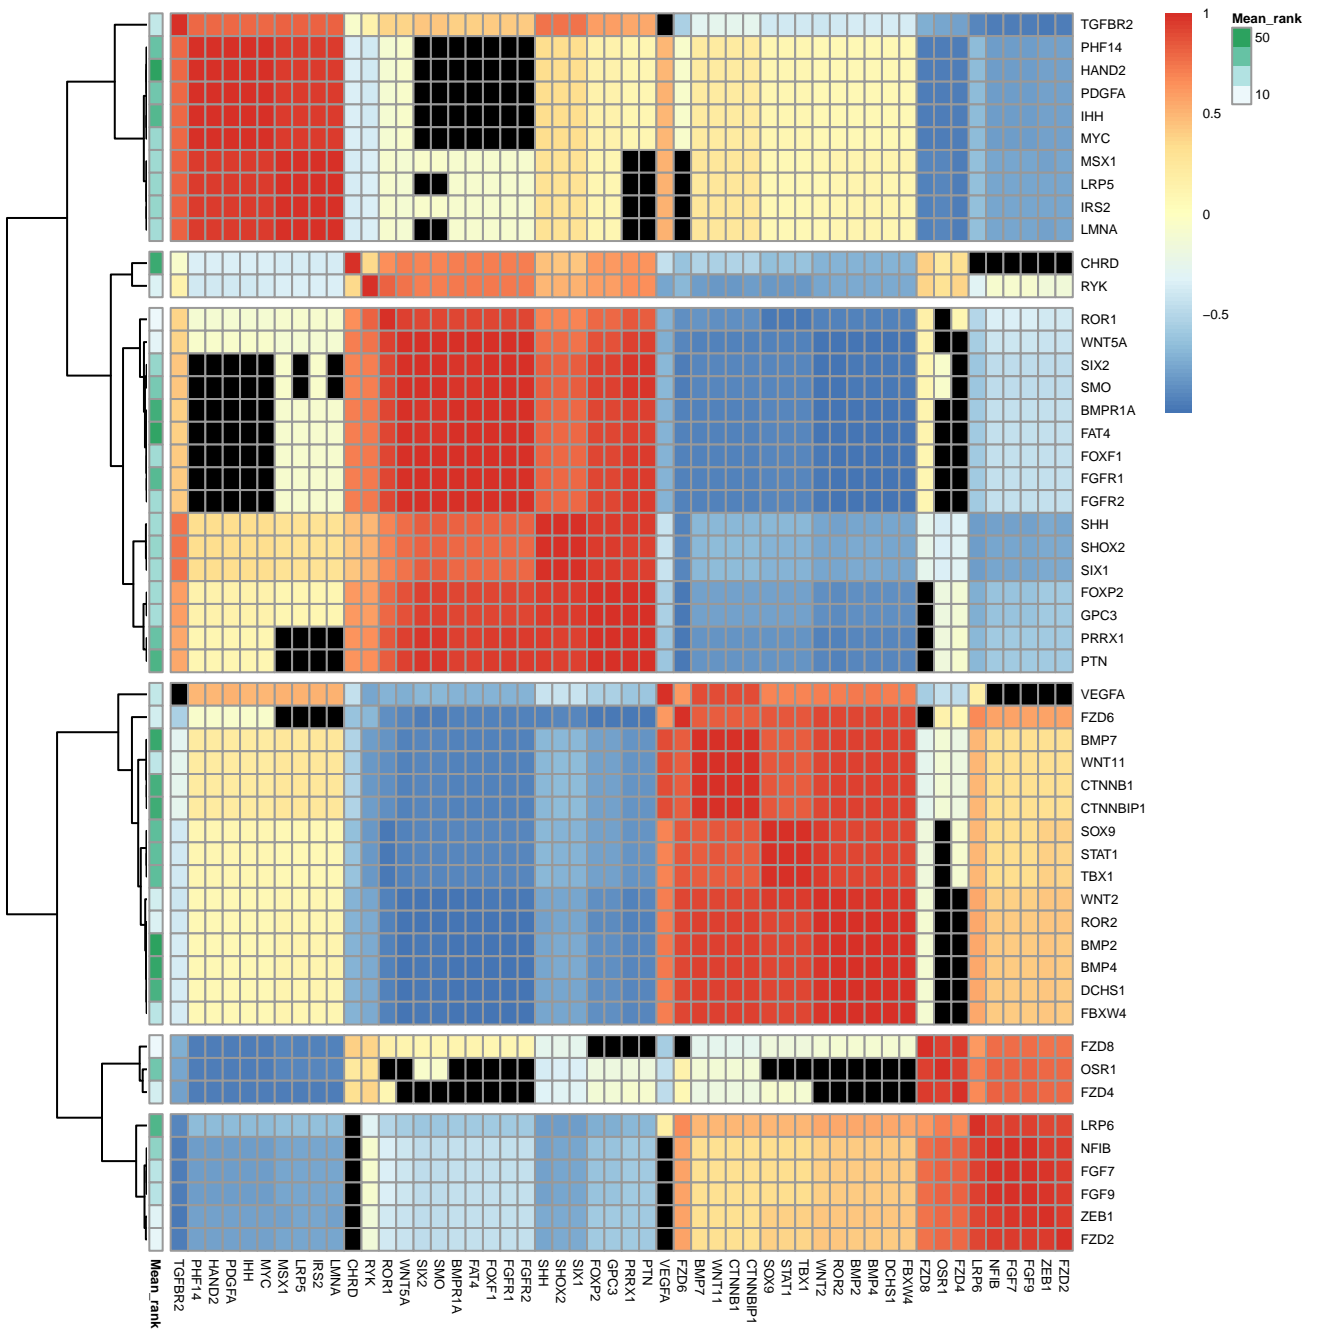 TGFBR2
PHF14
HAND2
PDGFA
IHH
MYC
MSX1
LRP5
IRS2
LMNA
CHRD
RYK
ROR1
WNT5A
SIX2
SMO
BMPR1A
FAT4
FOXF1
FGFR1
FGFR2
SHH
SHOX2
SIX1
FOXP2
GPC3
PRRX1
PTN
VEGFA
FZD6
BMP7
WNT11
CTNNB1
CTNNBIP1
SOX9
STAT1
TBX1
WNT2
ROR2
BMP2
BMP4
DCHS1
FBXW4
FZD8
OSR1
FZD4
LRP6
NFIB
FGF7
FGF9
ZEB1
FZD2
1
0.5
0
−0.5
Mean_rank
50
10
Mean_rank
TGFBR2
PHF14
HAND2
PDGFA
IHH
MYC
MSX1
LRP5
IRS2
LMNA
CHRD
RYK
ROR1
WNT5A
SIX2
SMO
BMPR1A
FAT4
FOXF1
FGFR1
FGFR2
SHH
SHOX2
SIX1
FOXP2
GPC3
PRRX1
PTN
VEGFA
FZD6
BMP7
WNT11
CTNNB1
CTNNBIP1
SOX9
STAT1
TBX1
WNT2
ROR2
BMP2
BMP4
DCHS1
FBXW4
FZD8
OSR1
FZD4
LRP6
NFIB
FGF7
FGF9
ZEB1
FZD2